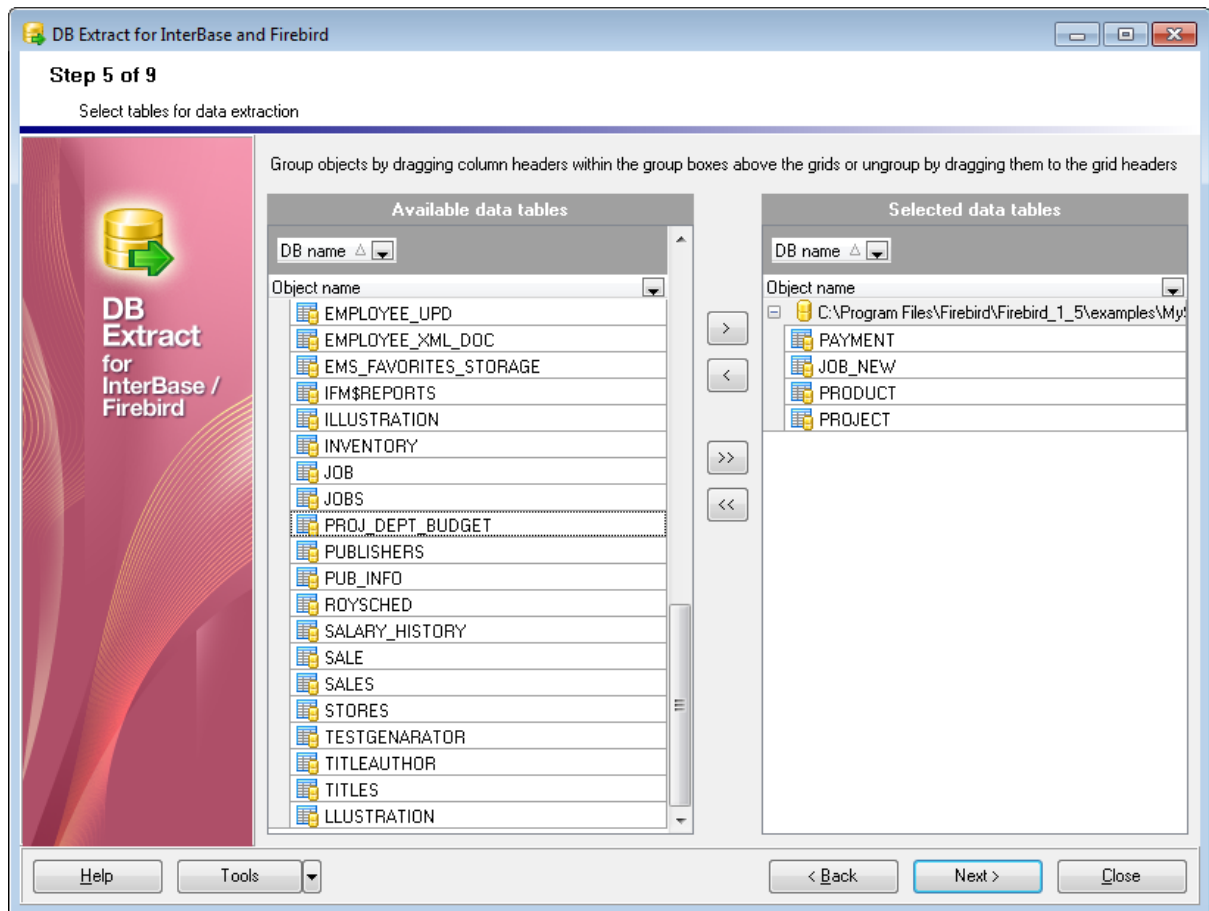 DB Extract for InterBase and Firebird
Step 5 of 9
Select tables for data extraction
Group objects by dragging column headers within the group boxes above the grids or ungroup by dragging them to the grid headers
DB
Extract
for
InterBase /
Firebird
Available data tables
DB name
Object name
EMPLOYEE_UPD
EMPLOYEE_XML_DOC
EMS_FAVORITES_STORAGE
IFM$REPORTS
ILLUSTRATION
INVENTORY
JOB
JOBS
PROJ_DEPT_BUDGET
PUBLISHERS
PUB_INFO
ROYSCHED
SALARY_HISTORY
SALE
SALES
STORES
TESTGENARATOR
TITLEAUTHOR
TITLES
LLUSTRATION
>
<
>>
<<
Selected data tables
DB name
Object name
C:\Program Files\Firebird\Firebird_1_5\examples\MyS
PAYMENT
JOB_NEW
PRODUCT
PROJECT
Help
Tools
< Back
Next >
Close